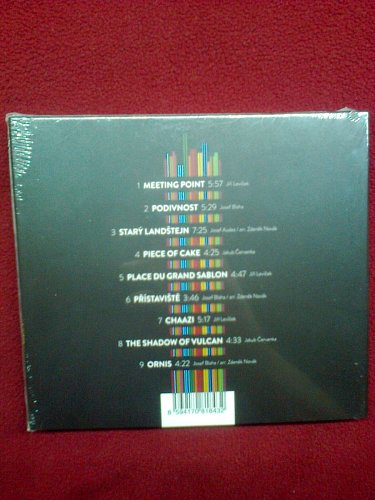 1 MEETING POINT 5:57 Jiří Levíček
2 PODIVNOST 5:29 Josef Blaha
3 STARÝ LANDŠTEJN 7:25 Josef Audes / arr. Zdeněk Novák
4 PIECE OF CAKE 4:25 Jakub Červenka
5 PLACE DU GRAND SABLON 4:47 Jiří Levíček
6 PŘÍSTAVIŠTĚ 3:46 Josef Blaha / arr. Zdeněk Novák
7 CHAAZI 5:17 Jiří Levíček
8 THE SHADOW OF VULCAN 4:33 Jakub Červenka
9 ORNIS 4:22 Josef Blaha / arr. Zdeněk Novák
8 594170 818432